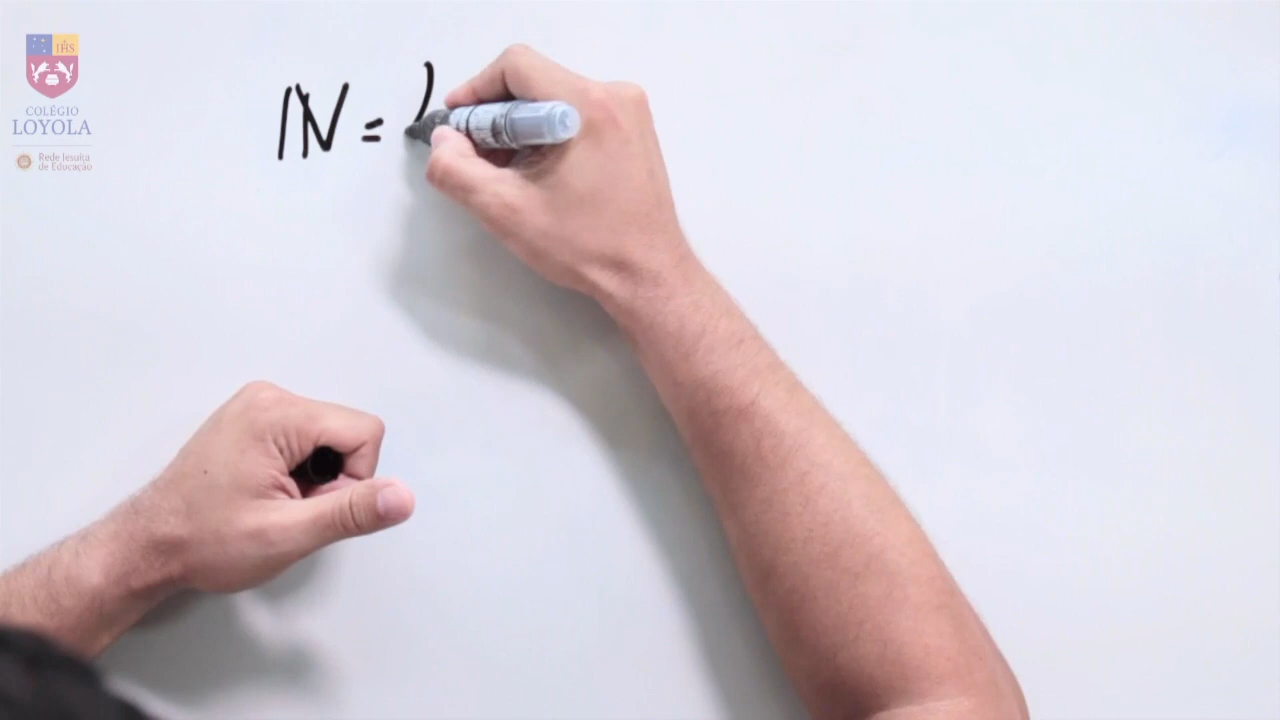 IHS
COLÉGIO
LOYOLA
Rede Jesuíta
de Educação
ℕ =